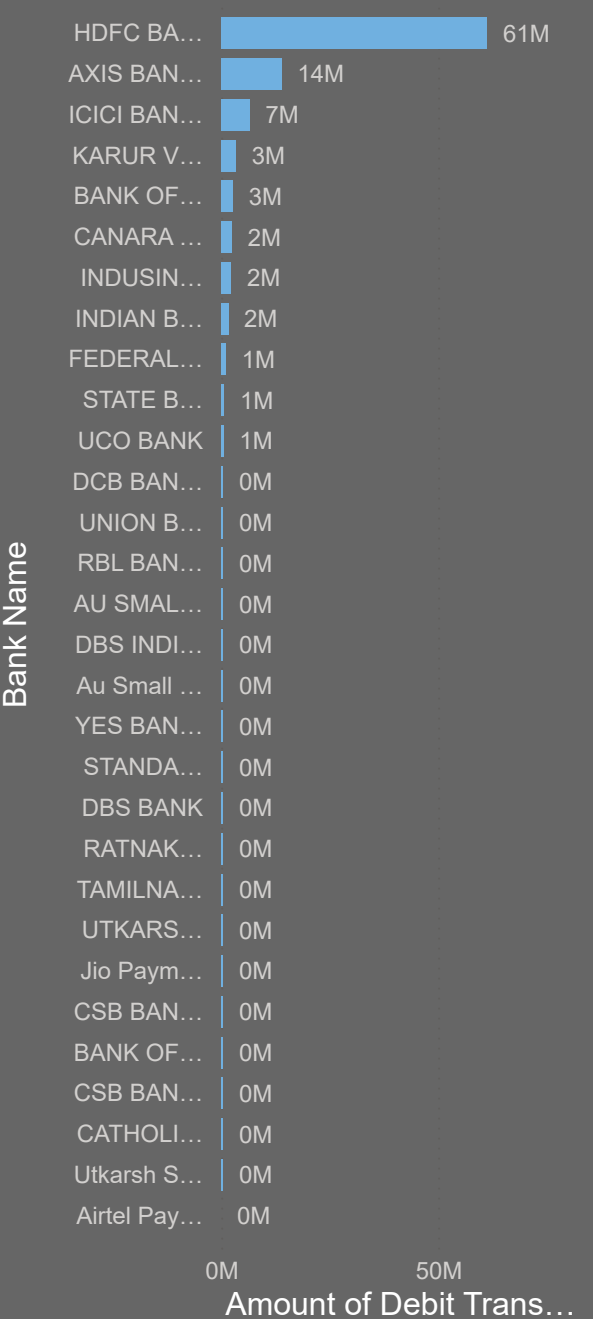 HDFC BA… 61M
AXIS BAN… 14M
ICICI BAN… 7M
KARUR V… 3M
BANK OF… 3M
CANARA … 2M
INDUSIN… 2M
INDIAN B… 2M
FEDERAL… 1M
STATE B… 1M
UCO BANK 1M
DCB BAN… 0M
UNION B… 0M
RBL BAN… 0M
AU SMAL… 0M
DBS INDI… 0M
Au Small … 0M
YES BAN… 0M
STANDA… 0M
DBS BANK 0M
RATNAK… 0M
TAMILNA… 0M
UTKARS… 0M
Jio Paym… 0M
CSB BAN… 0M
BANK OF… 0M
CSB BAN… 0M
CATHOLI… 0M
Utkarsh S… 0M
Airtel Pay… 0M
Bank Name
0M 50M
Amount of Debit Trans…